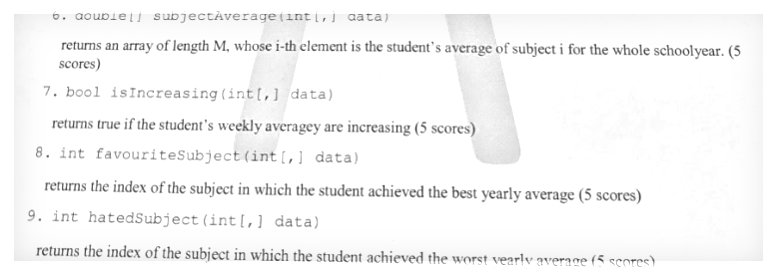 6. double[] subjectAverage(int[,] data)
returns an array of length M, whose i-th element is the student's average of subject i for the whole schoolyear. (5
scores)
7. bool isIncreasing(int[,] data)
returns true if the student's weekly averagey are increasing (5 scores)
8. int favouriteSubject(int[,] data)
returns the index of the subject in which the student achieved the best yearly average (5 scores)
9. int hatedSubject(int[,] data)
returns the index of the subject in which the student achieved the worst yearly average (5 scores)